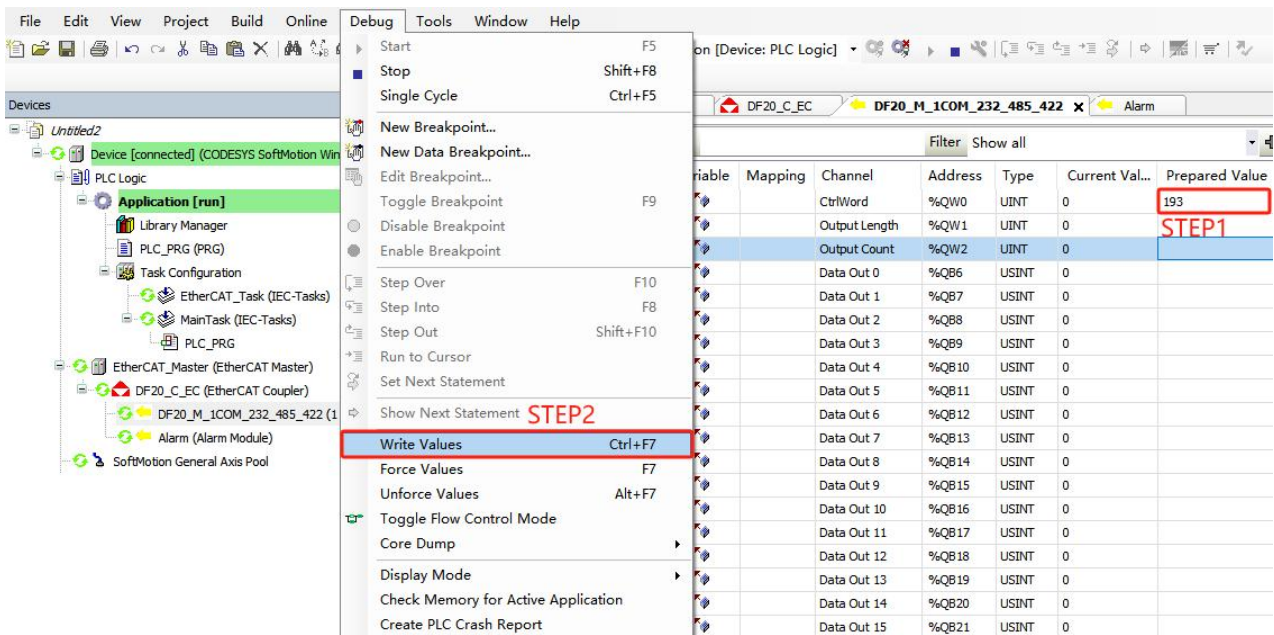 File Edit View Project Build Online Debug Tools Window Help
Start F5
on [Device: PLC Logic]
Stop Shift+F8
Single Cycle Ctrl+F5
Devices
DF20_C_EC DF20_M_1COM_232_485_422 x Alarm
Untitled2
New Breakpoint...
Filter Show all
Device [connected] (CODESYS SoftMotion Win
New Data Breakpoint...
PLC Logic
Edit Breakpoint...
riable Mapping Channel Address Type Current Val... Prepared Value
Application [run]
Toggle Breakpoint F9
CtrlWord %QW0 UINT 0 193
Library Manager
Disable Breakpoint
Output Length %QW1 UINT 0
STEP1
PLC_PRG (PRG)
Enable Breakpoint
Output Count %QW2 UINT 0
Task Configuration
Step Over F10
Data Out 0 %QB6 USINT 0
EtherCAT_Task (IEC-Tasks)
Step Into F8
Data Out 1 %QB7 USINT 0
MainTask (IEC-Tasks)
Step Out Shift+F10
Data Out 2 %QB8 USINT 0
PLC_PRG
Run to Cursor
Data Out 3 %QB9 USINT 0
EtherCAT_Master (EtherCAT Master)
Set Next Statement
Data Out 4 %QB10 USINT 0
DF20_C_EC (EtherCAT Coupler)
Data Out 5 %QB11 USINT 0
DF20_M_1COM_232_485_422 (1
Show Next Statement STEP2
Data Out 6 %QB12 USINT 0
Alarm (Alarm Module)
Write Values Ctrl+F7
Data Out 7 %QB13 USINT 0
SoftMotion General Axis Pool
Force Values F7
Data Out 8 %QB14 USINT 0
Unforce Values Alt+F7
Data Out 9 %QB15 USINT 0
Toggle Flow Control Mode
Data Out 10 %QB16 USINT 0
Core Dump
Data Out 11 %QB17 USINT 0
Data Out 12 %QB18 USINT 0
Display Mode
Data Out 13 %QB19 USINT 0
Check Memory for Active Application
Data Out 14 %QB20 USINT 0
Create PLC Crash Report
Data Out 15 %QB21 USINT 0